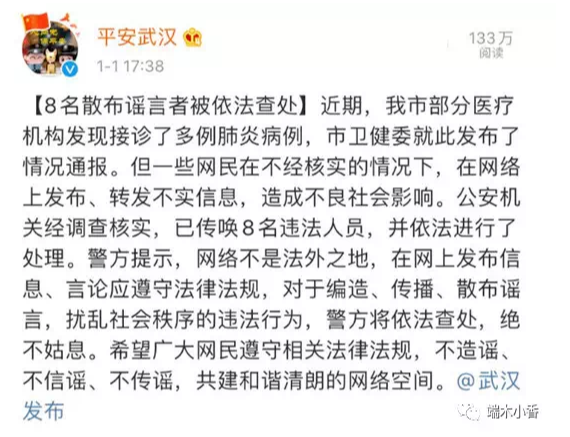 平安武汉
133万
阅读
1-1 17:38
【8名散布谣言者被依法查处】近期，我市部分医疗
机构发现接诊了多例肺炎病例，市卫健委就此发布了
情况通报。但一些网民在不经核实的情况下，在网络
上发布、转发不实信息，造成不良社会影响。公安机
关经调查核实，已传唤8名违法人员，并依法进行了
处理。警方提示，网络不是法外之地，在网上发布信
息、言论应遵守法律法规，对于编造、传播、散布谣
言，扰乱社会秩序的违法行为，警方将依法查处，绝
不姑息。希望广大网民遵守相关法律法规，不造谣、
不信谣、不传谣，共建和谐清朗的网络空间。@武汉
发布
端木小香